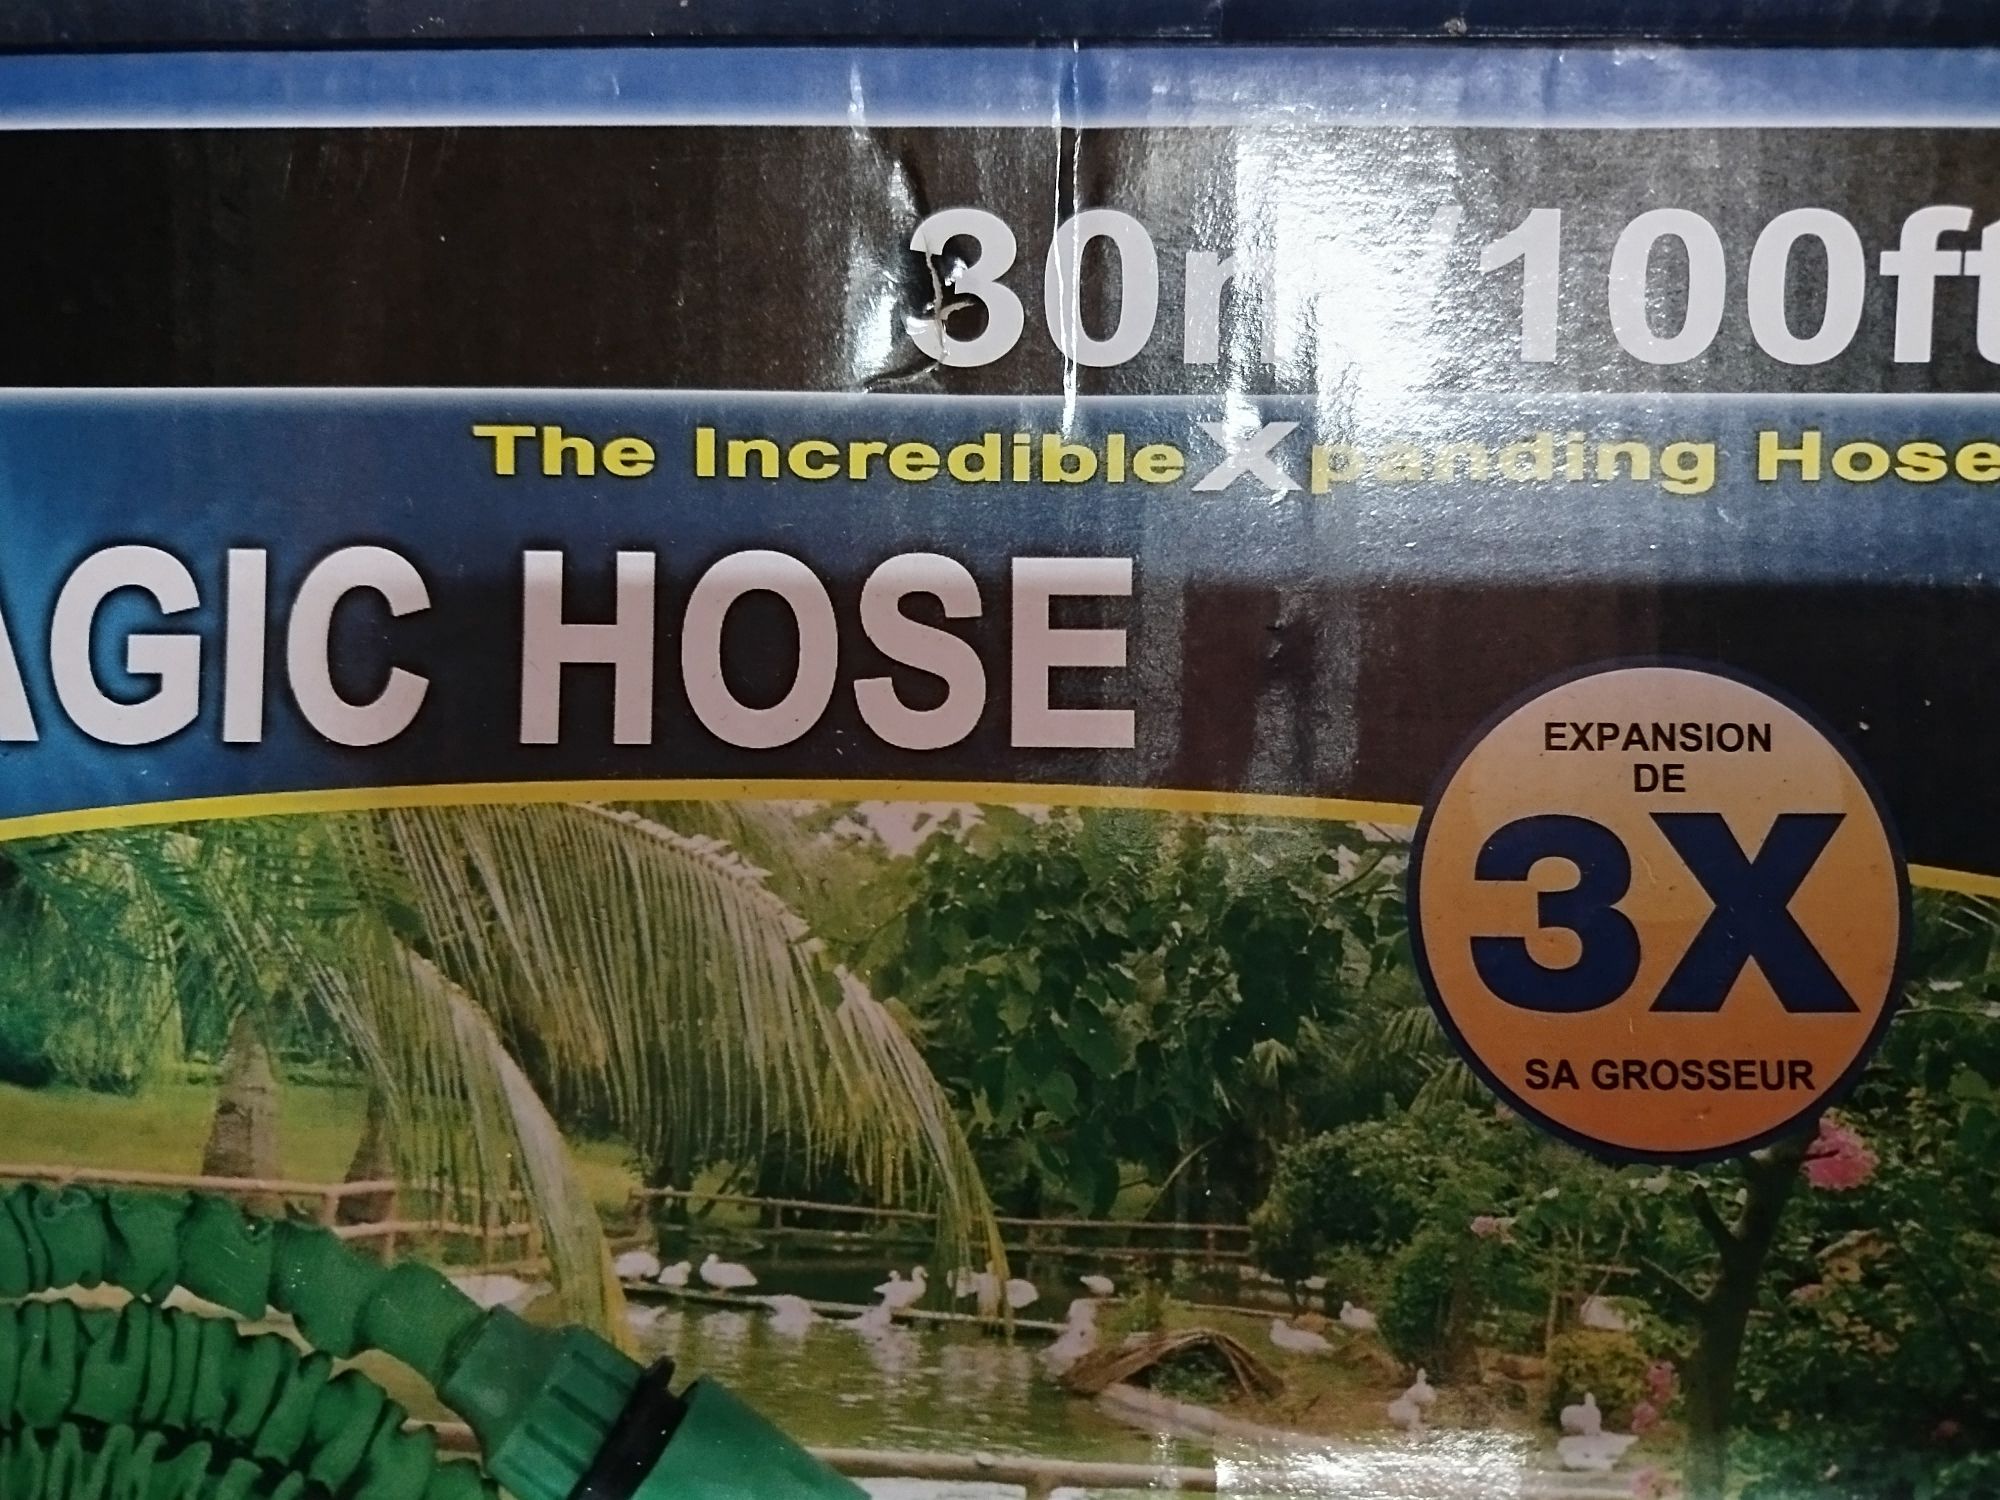 30m/100ft
The Incredible Xpanding Hose
AGIC HOSE
EXPANSION
DE
3X
SA GROSSEUR